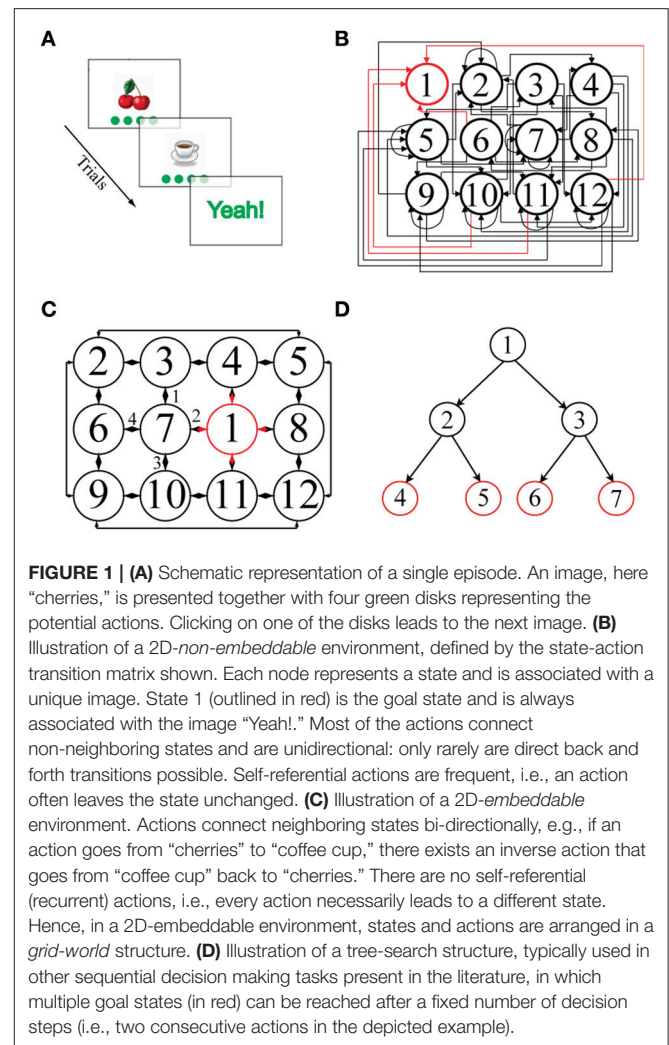 A
B
Trials
Yeah!
1 2 3 4
5 6 7 8
9 10 11 12
C
D
2 3 4 5
1
4 2
6 7 1 8
3
9 10 11 12
1
2 3
4 5 6 7
FIGURE 1 | (A) Schematic representation of a single episode. An image, here
“cherries,” is presented together with four green disks representing the
potential actions. Clicking on one of the disks leads to the next image. (B)
Illustration of a 2D-non-embeddable environment, defined by the state-action
transition matrix shown. Each node represents a state and is associated with a
unique image. State 1 (outlined in red) is the goal state and is always
associated with the image “Yeah!.” Most of the actions connect
non-neighboring states and are unidirectional: only rarely are direct back and
forth transitions possible. Self-referential actions are frequent, i.e., an action
often leaves the state unchanged. (C) Illustration of a 2D-embeddable
environment. Actions connect neighboring states bi-directionally, e.g., if an
action goes from “cherries” to “coffee cup,” there exists an inverse action that
goes from “coffee cup” back to “cherries.” There are no self-referential
(recurrent) actions, i.e., every action necessarily leads to a different state.
Hence, in a 2D-embeddable environment, states and actions are arranged in a
grid-world structure. (D) Illustration of a tree-search structure, typically used in
other sequential decision making tasks present in the literature, in which
multiple goal states (in red) can be reached after a fixed number of decision
steps (i.e., two consecutive actions in the depicted example).